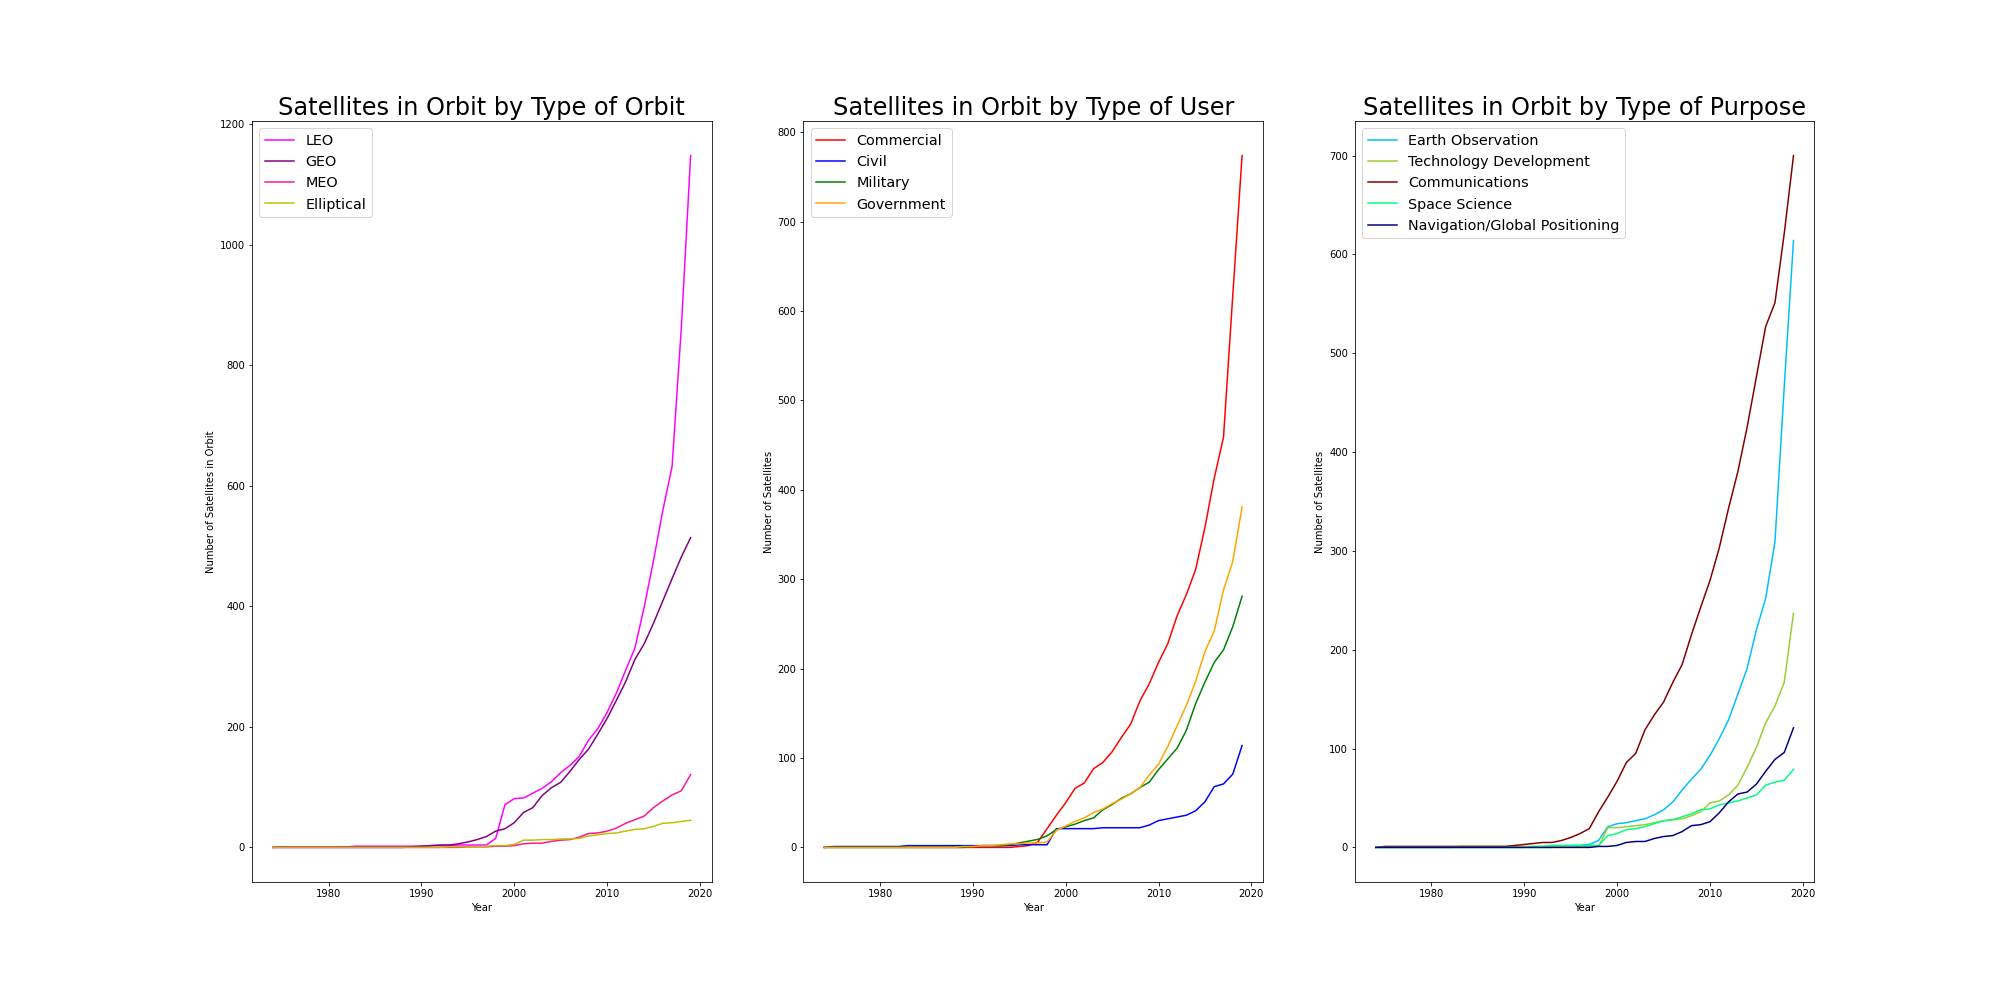 Satellites in Orbit by Type of Orbit
1200
1000
800
600
400
200
0
Number of Satellites in Orbit
LEO
GEO
MEO
Elliptical
1980 1990 2000 2010 2020
Year
Satellites in Orbit by Type of User
800
700
600
500
400
300
200
100
0
Number of Satellites
Commercial
Civil
Military
Government
1980 1990 2000 2010 2020
Year
Satellites in Orbit by Type of Purpose
700
600
500
400
300
200
100
0
Number of Satellites
Earth Observation
Technology Development
Communications
Space Science
Navigation/Global Positioning
1980 1990 2000 2010 2020
Year